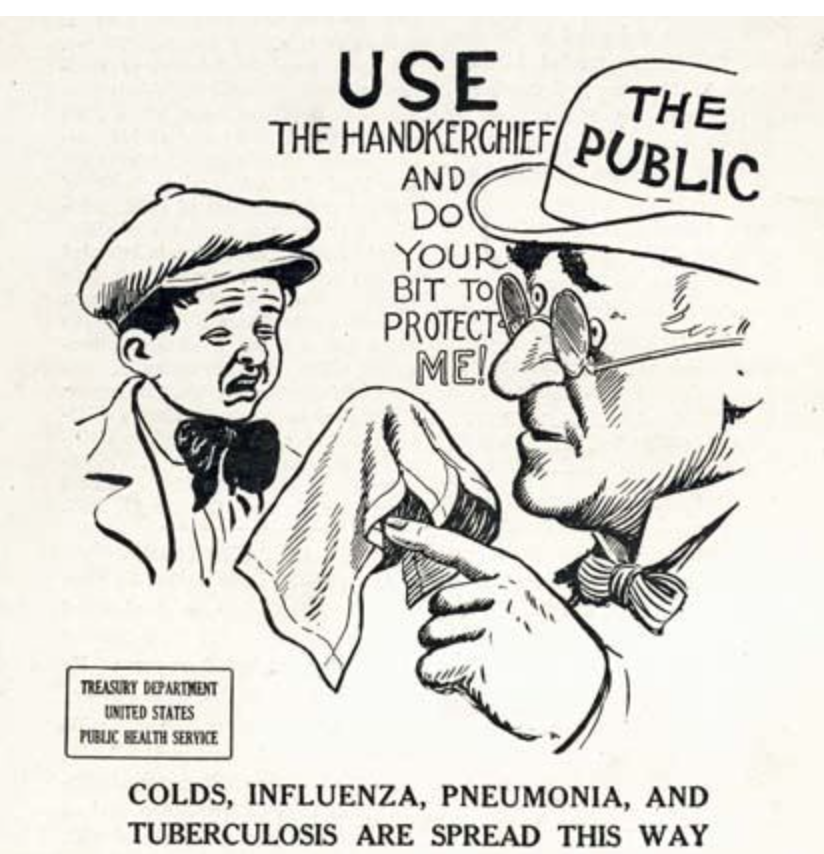 USE
THE HANDKERCHIEF
AND
DO
YOUR
BIT TO
PROTECT
ME!
THE
PUBLIC
TREASURY DEPARTMENT
UNITED STATES
PUBLIC HEALTH SERVICE
COLDS, INFLUENZA, PNEUMONIA, AND
TUBERCULOSIS ARE SPREAD THIS WAY